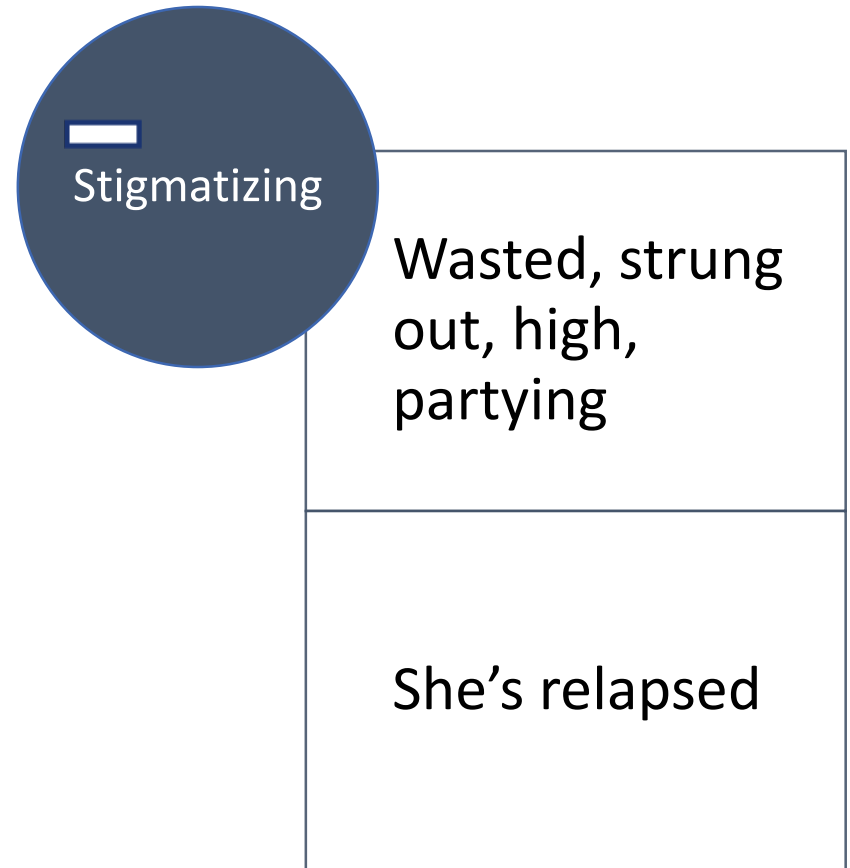 Stigmatizing
Wasted, strung
out, high,
partying
She’s relapsed